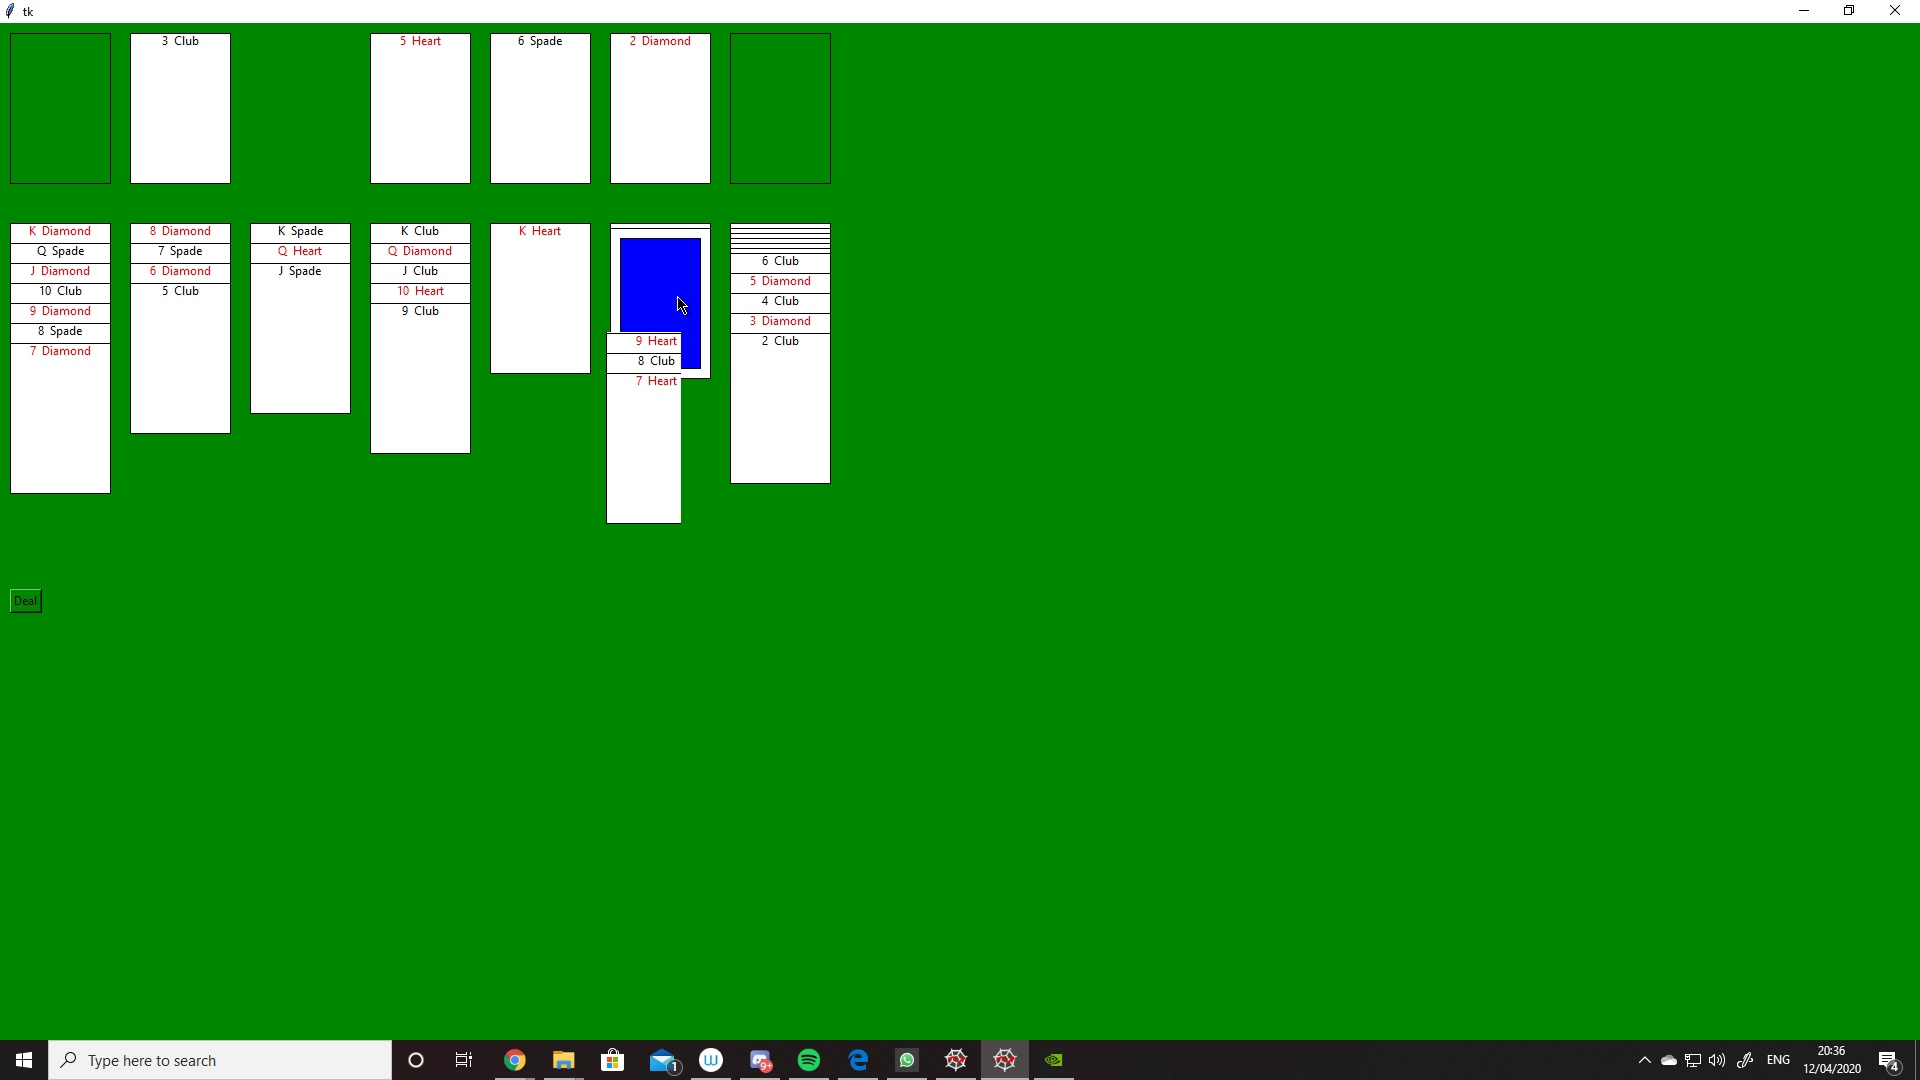 tk
3 Club
5 Heart
6 Spade
2 Diamond
K Diamond
Q Spade
J Diamond
10 Club
9 Diamond
8 Spade
7 Diamond
8 Diamond
7 Spade
6 Diamond
5 Club
K Spade
Q Heart
J Spade
K Club
Q Diamond
J Club
10 Heart
9 Club
K Heart
9 Heart
8 Club
7 Heart
6 Club
5 Diamond
4 Club
3 Diamond
2 Club
Deal
Type here to search
1
W
9+
ENG
20:36
12/04/2020
4